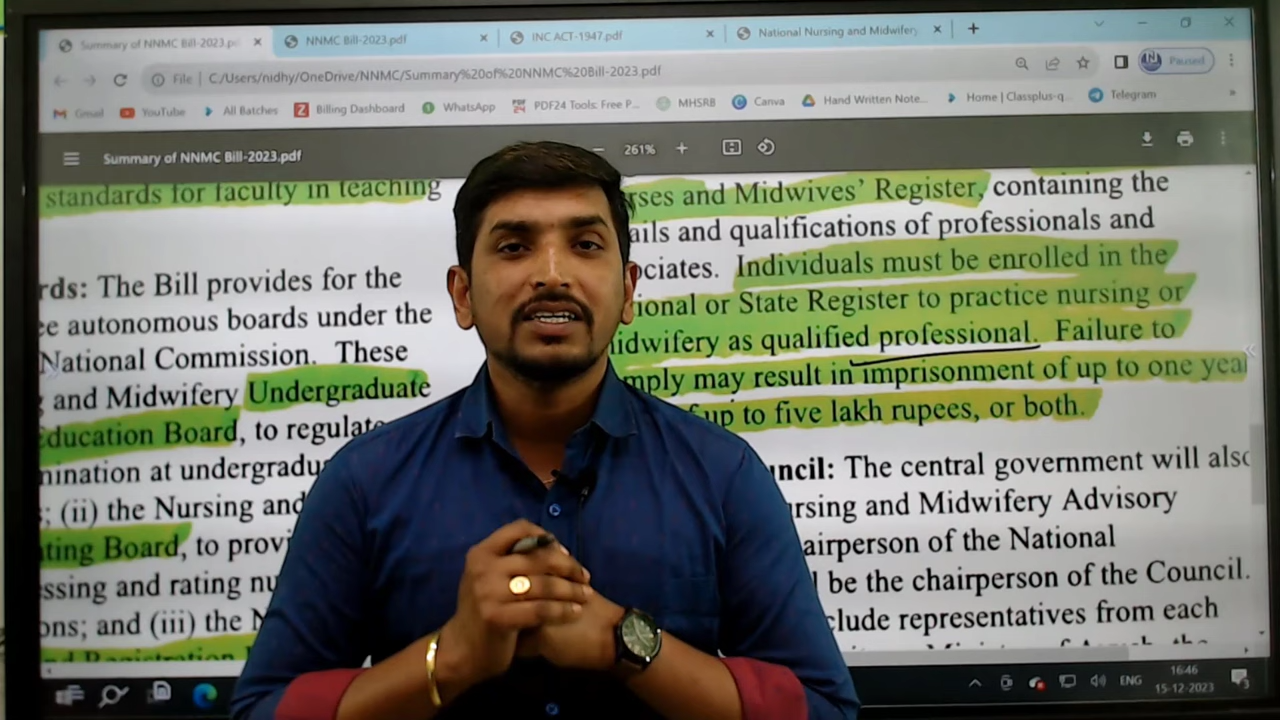 Summary of NNMC Bill-2023.pd
NNMC Bill-2023.pdf
INC ACT-1947.pdf
National Nursing and Midwifery
File
C:/Users/nidhy/OneDrive/NNMC/Summary%20of%20NNMC%20Bill-2023.pdf
Paused
Gmail
YouTube
All Batches
Billing Dashboard
WhatsApp
PDF24 Tools: Free P...
MHSRB
Canva
Hand Written Note...
Home | Classplus-q...
Telegram
Summary of NNMC Bill-2023.pdf
261%
standards for faculty in teaching
rds: The Bill provides for the
autonomous boards under the
National Commission. These
and Midwifery Undergraduate
ducation Board, to regulate
mination at undergradu
; (ii) the Nursing and
ting Board, to provi
ssing and rating nu
ons; and (iii) the N
nd Registration
rses and Midwives' Register, containing the
ails and qualifications of professionals and
ociates. Individuals must be enrolled in the
ional or State Register to practice nursing or
idwifery as qualified professional. Failure to
mply may result in imprisonment of up to one year
up to five lakh rupees, or both.
uncil: The central government will also
ursing and Midwifery Advisory
airperson of the National
be the chairperson of the Council.
clude representatives from each
ENG
16:46
15-12-2023